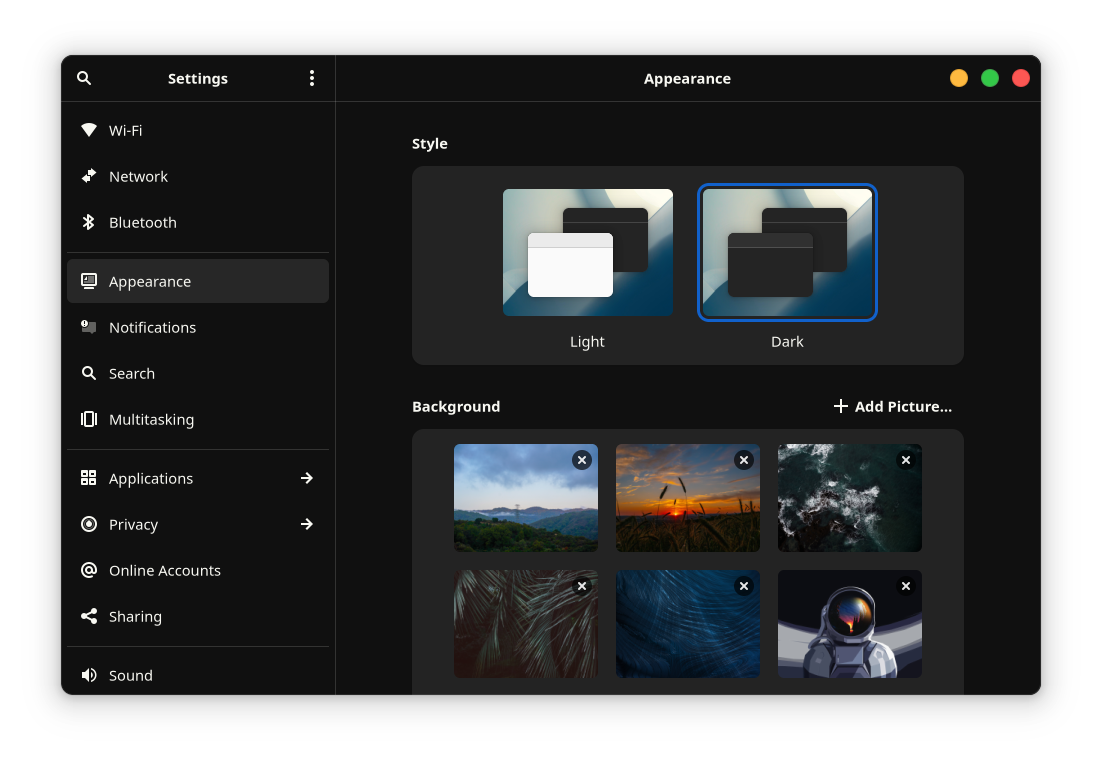 Settings
Appearance
Wi-Fi
Network
Bluetooth
Appearance
Notifications
Search
Multitasking
Applications
Privacy
Online Accounts
Sharing
Sound
Style
Light
Dark
Background
Add Picture...